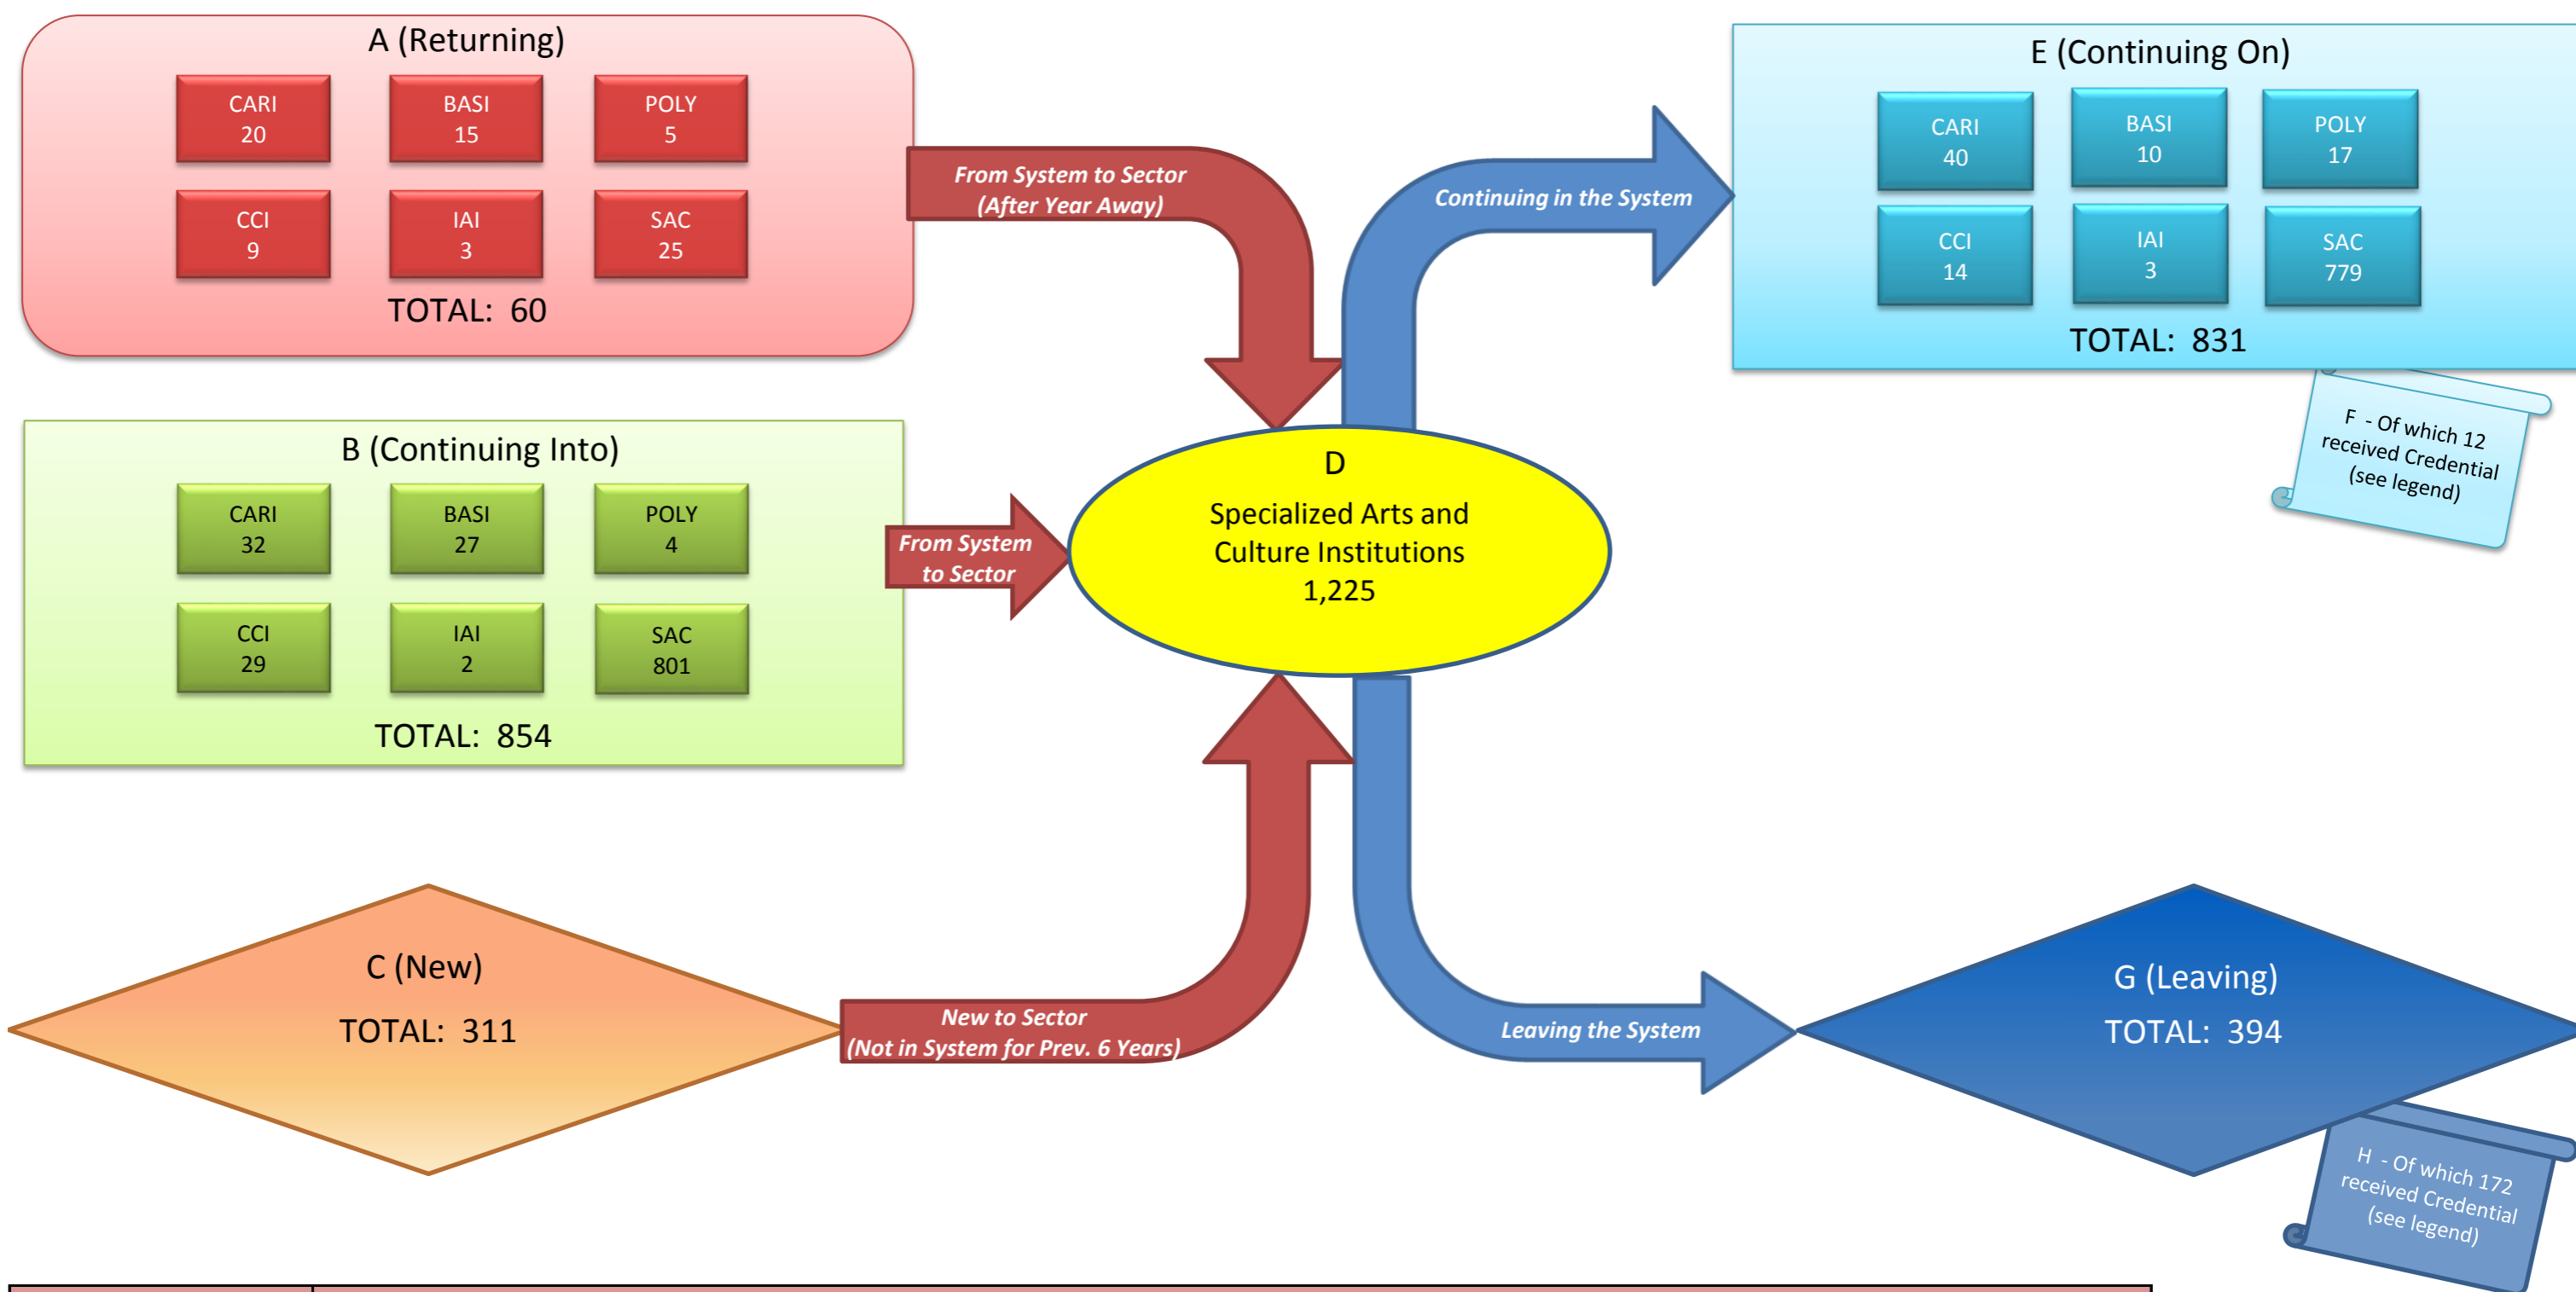 A (Returning)
CARI
20
BASI
15
POLY
5
CCI
9
IAI
3
SAC
25
TOTAL: 60
From System to Sector
(After Year Away)
Continuing in the System
E (Continuing On)
CARI
40
BASI
10
POLY
17
CCI
14
IAI
3
SAC
779
TOTAL: 831
F - Of which 12
received Credential
(see legend)
B (Continuing Into)
CARI
32
BASI
27
POLY
4
CCI
29
IAI
2
SAC
801
TOTAL: 854
From System
to Sector
D
Specialized Arts and
Culture Institutions
1,225
C (New)
TOTAL: 311
New to Sector
(Not in System for Prev. 6 Years)
Leaving the System
G (Leaving)
TOTAL: 394
H - Of which 172
received Credential
(see legend)